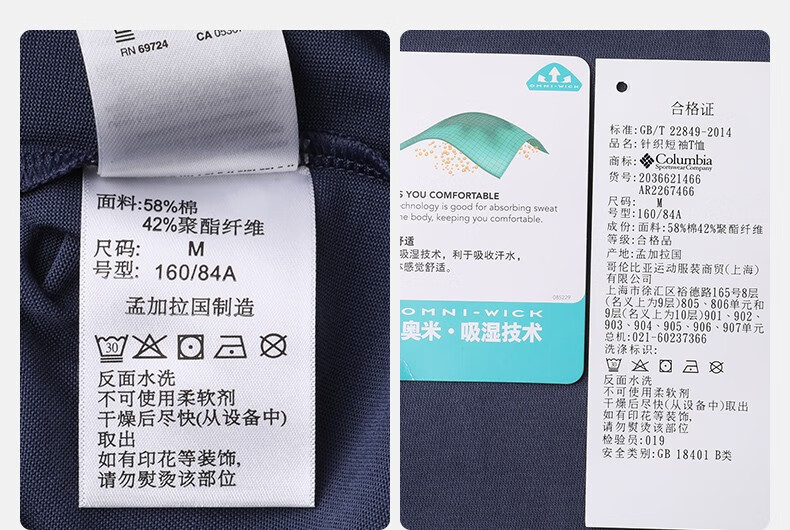 RN 69724
CA 05367
面料:58%棉
42%聚酯纤维
尺码: M
号型: 160/84A
孟加拉国制造
30
反面水洗
不可使用柔软剂
干燥后尽快(从设备中)
取出
如有印花等装饰,
请勿熨烫该部位
OMNI-WICK
S YOU COMFORTABLE
chnology is good for absorbing sweat
he body, keeping you comfortable.
舒适
吸湿技术，利于吸收汗水,
体感觉舒适。
OMNI-WICK
奥米·吸湿技术
合格证
标准:GB/T 22849-2014
品名:针织短袖T恤
商标: Columbia
Sportswear Company
货号:2036621466
AR2267466
尺码: M
号型:160/84A
成份:面料:58%棉42%聚酯纤维
等级:合格品
产地:孟加拉国
哥伦比亚运动服装商贸(上海)
有限公司
上海市徐汇区裕德路165号8层
(名义上为9层)805、806单元和
9层(名义上为10层)901、902、
903、904、905、906、907单元
总机:021-60237366
洗涤标识:
反面水洗
不可使用柔软剂
干燥后尽快(从设备中)取出
如有印花等装饰,
请勿熨烫该部位
检验员:019
安全类别:GB 18401 B类